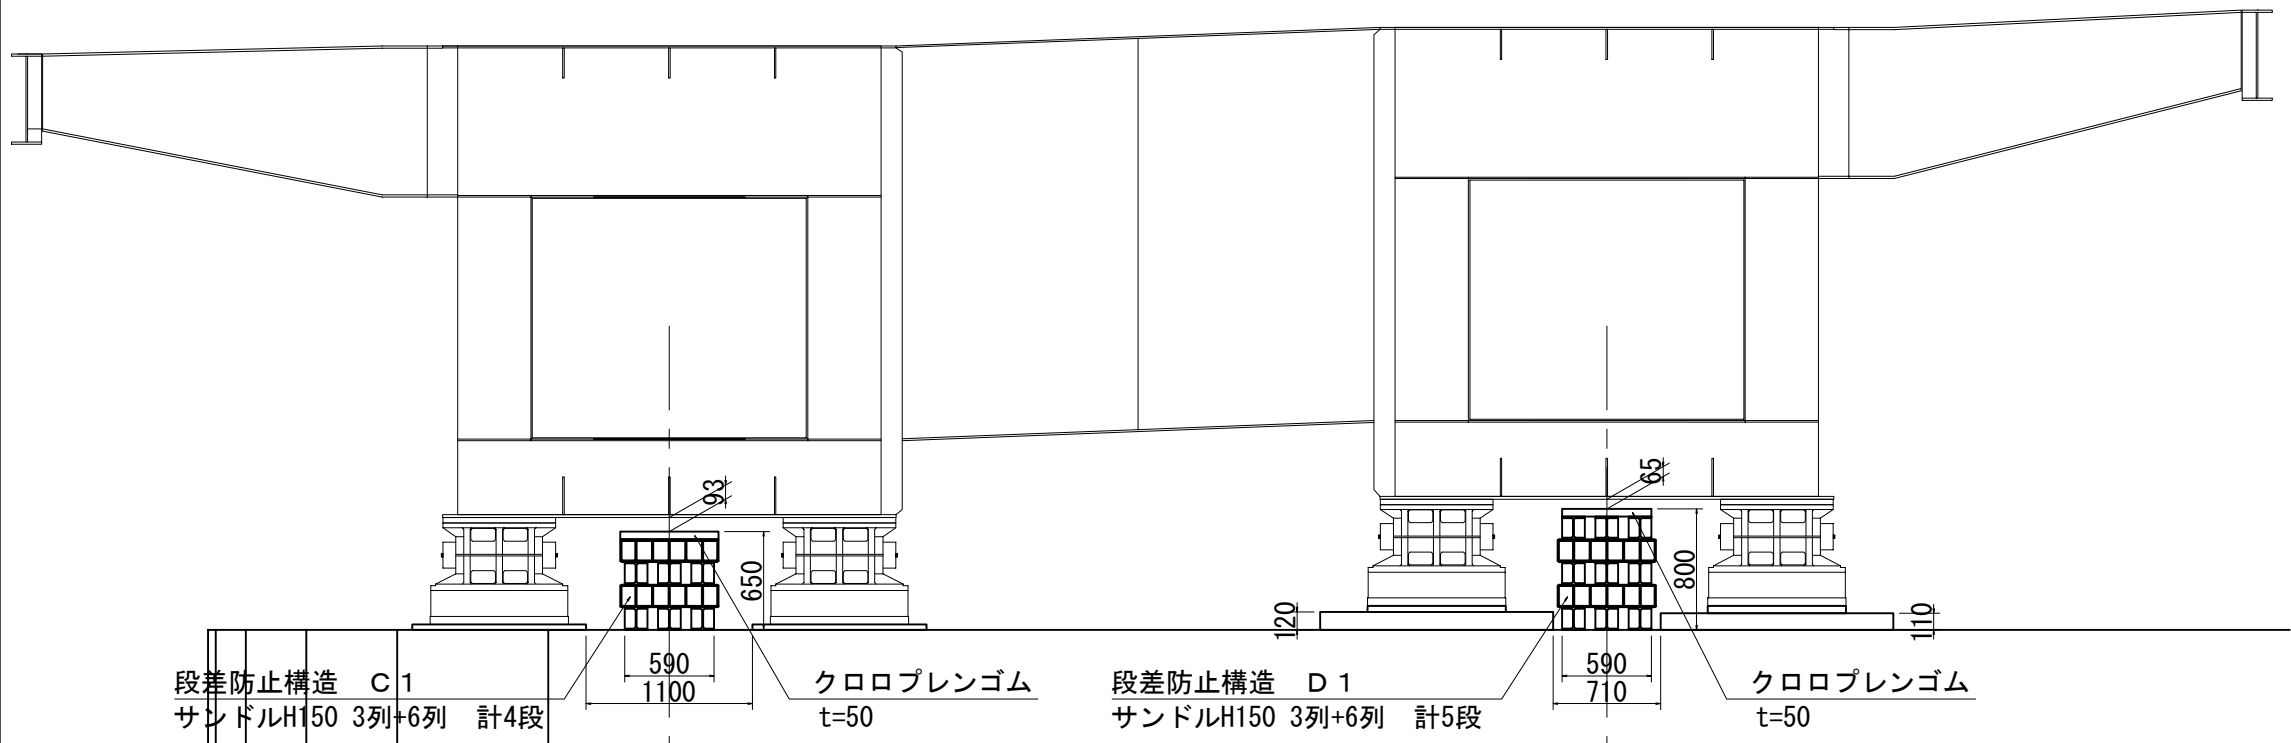 93
65
650
800
120
110
590
1100
590
710
段差防止構造　Ｃ１
サンドルH150 3列+6列　計4段
クロロプレンゴム
t=50
段差防止構造　Ｄ１
サンドルH150 3列+6列　計5段
クロロプレンゴム
t=50